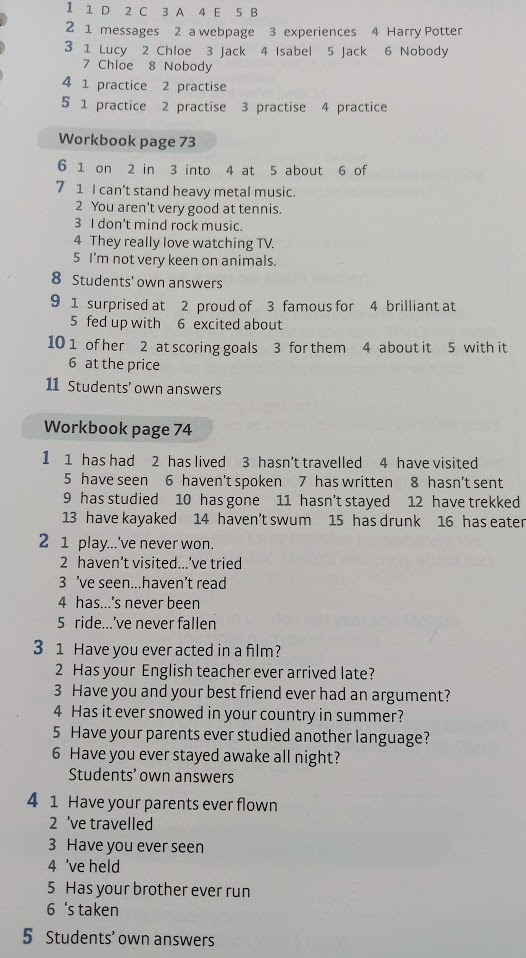 1 1 D 2 C 3 A 4 E 5 B
2 1 messages 2 a webpage 3 experiences 4 Harry Potter
3 1 Lucy 2 Chloe 3 Jack 4 Isabel 5 Jack 6 Nobody
7 Chloe 8 Nobody
4 1 practice 2 practise
5 1 practice 2 practise 3 practise 4 practice
Workbook page 73
6 1 on 2 in 3 into 4 at 5 about 6 of
7 1 I can't stand heavy metal music.
2 You aren't very good at tennis.
3 I don't mind rock music.
4 They really love watching TV.
5 I'm not very keen on animals.
8 Students' own answers
9 1 surprised at 2 proud of 3 famous for 4 brilliant at
5 fed up with 6 excited about
10 1 of her 2 at scoring goals 3 for them 4 about it 5 with it
6 at the price
11 Students' own answers
Workbook page 74
1 1 has had 2 has lived 3 hasn't travelled 4 have visited
5 have seen 6 haven't spoken 7 has written 8 hasn't sent
9 has studied 10 has gone 11 hasn't stayed 12 have trekked
13 have kayaked 14 haven't swum 15 has drunk 16 has eaten
2 1 play...'ve never won.
2 haven't visited...'ve tried
3 've seen...haven't read
4 has...'s never been
5 ride...'ve never fallen
3 1 Have you ever acted in a film?
2 Has your English teacher ever arrived late?
3 Have you and your best friend ever had an argument?
4 Has it ever snowed in your country in summer?
5 Have your parents ever studied another language?
6 Have you ever stayed awake all night?
Students' own answers
4 1 Have your parents ever flown
2 've travelled
3 Have you ever seen
4 've held
5 Has your brother ever run
6 's taken
5 Students' own answers